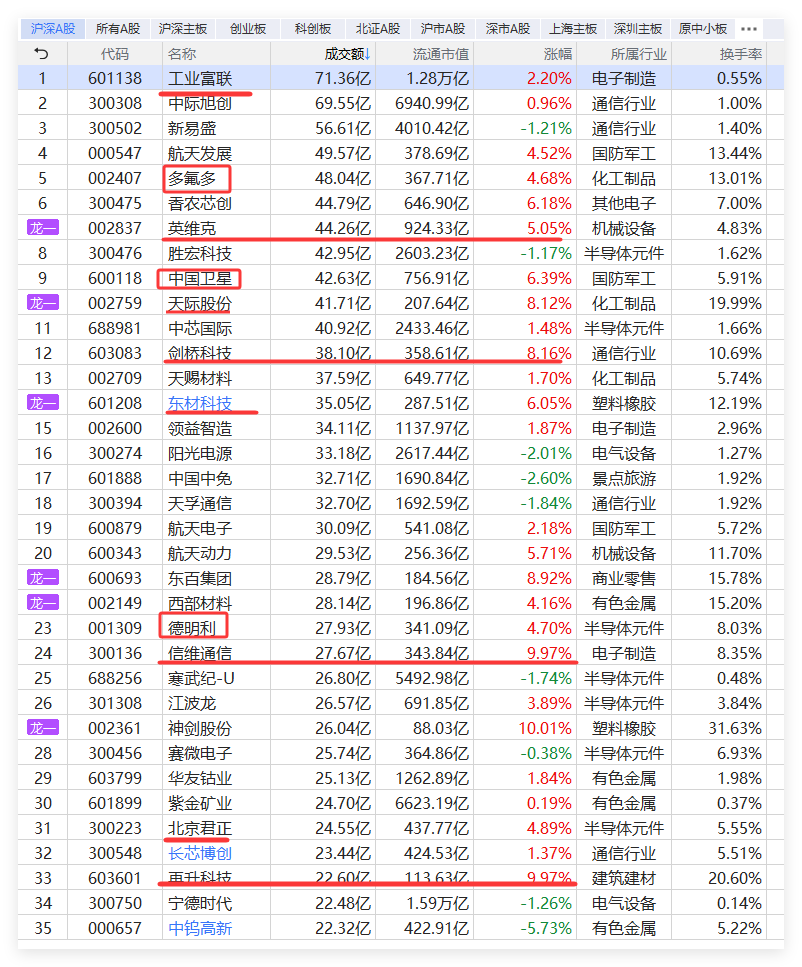 沪深A股 所有A股 沪深主板 创业板 科创板 北证A股 沪市A股 深市A股 上海主板 深圳主板 原中小板 •••
代码 名称 成交额↓ 流通市值 涨幅 所属行业 换手率
1 601138 工业富联 71.36亿 1.28万亿 2.20% 电子制造 0.55%
2 300308 中际旭创 69.55亿 6940.99亿 0.96% 通信行业 1.00%
3 300502 新易盛 56.61亿 4010.42亿 -1.21% 通信行业 1.40%
4 000547 航天发展 49.57亿 378.69亿 4.52% 国防军工 13.44%
5 002407 多氟多 48.04亿 367.71亿 4.68% 化工制品 13.01%
6 300475 香农芯创 44.79亿 646.90亿 6.18% 其他电子 7.00%
龙一 002837 英维克 44.26亿 924.33亿 5.05% 机械设备 4.83%
8 300476 胜宏科技 42.95亿 2603.23亿 -1.17% 半导体元件 1.62%
9 600118 中国卫星 42.63亿 756.91亿 6.39% 国防军工 5.91%
龙一 002759 天际股份 41.71亿 207.64亿 8.12% 化工制品 19.99%
11 688981 中芯国际 40.92亿 2433.46亿 1.48% 半导体元件 1.66%
12 603083 剑桥科技 38.10亿 358.61亿 8.16% 通信行业 10.69%
13 002709 天赐材料 37.59亿 649.77亿 1.70% 化工制品 5.74%
龙一 601208 东材科技 35.05亿 287.51亿 6.05% 塑料橡胶 12.19%
15 002600 领益智造 34.11亿 1137.97亿 1.87% 电子制造 2.96%
16 300274 阳光电源 33.18亿 2617.44亿 -2.01% 电气设备 1.27%
17 601888 中国中免 32.71亿 1690.84亿 -2.60% 景点旅游 1.92%
18 300394 天孚通信 32.70亿 1692.59亿 -1.84% 通信行业 1.92%
19 600879 航天电子 30.09亿 541.08亿 2.18% 国防军工 5.72%
20 600343 航天动力 29.53亿 256.36亿 5.71% 机械设备 11.70%
龙一 600693 东百集团 28.79亿 184.56亿 8.92% 商业零售 15.78%
龙一 002149 西部材料 28.14亿 196.86亿 4.16% 有色金属 15.20%
23 001309 德明利 27.93亿 341.09亿 4.70% 半导体元件 8.03%
24 300136 信维通信 27.67亿 343.84亿 9.97% 电子制造 8.35%
25 688256 寒武纪-U 26.80亿 5492.98亿 -1.74% 半导体元件 0.48%
26 301308 江波龙 26.57亿 691.85亿 3.89% 半导体元件 3.84%
龙一 002361 神剑股份 26.04亿 88.03亿 10.01% 塑料橡胶 31.63%
28 300456 赛微电子 25.74亿 364.86亿 -0.38% 半导体元件 6.93%
29 603799 华友钴业 25.13亿 1262.89亿 1.84% 有色金属 1.98%
30 601899 紫金矿业 24.70亿 6623.19亿 0.19% 有色金属 0.37%
31 300223 北京君正 24.55亿 437.77亿 4.89% 半导体元件 5.55%
32 300548 长芯博创 23.44亿 424.53亿 1.37% 通信行业 5.51%
33 603601 再升科技 22.60亿 113.63亿 9.97% 建筑建材 20.60%
34 300750 宁德时代 22.48亿 1.59万亿 -1.26% 电气设备 0.14%
35 000657 中钨高新 22.32亿 422.91亿 -5.73% 有色金属 5.22%